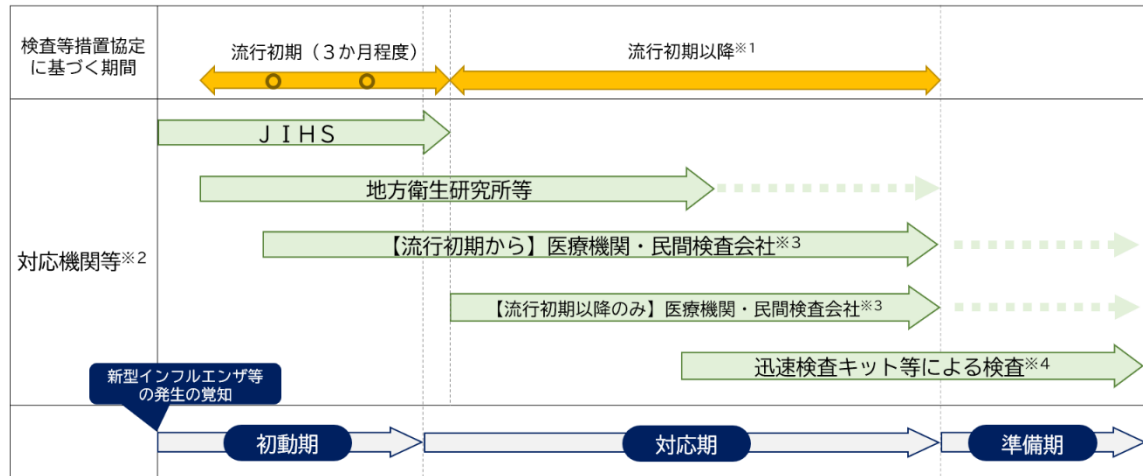 検査等措置協定
に基づく期間
流行初期（３か月程度）
流行初期以降※1
対応機関等※2
ＪＩＨＳ
地方衛生研究所等
【流行初期から】医療機関・民間検査会社※3
【流行初期以降のみ】医療機関・民間検査会社※3
迅速検査キット等による検査※4
新型インフルエンザ等
の発生の覚知
初動期
対応期
準備期